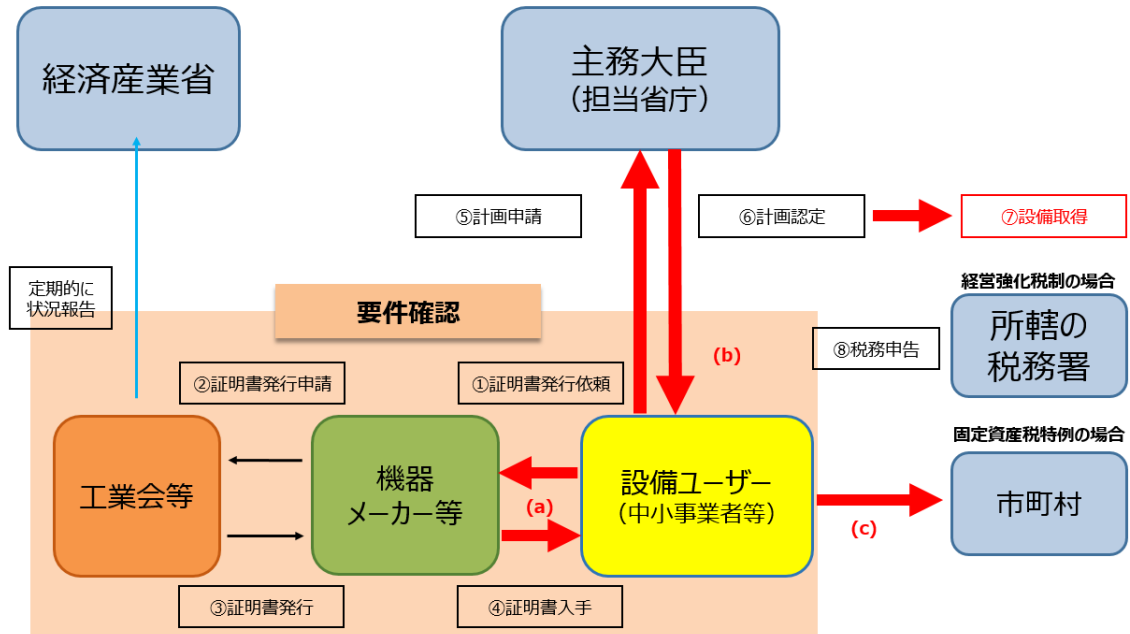 経済産業省
主務大臣
（担当省庁）
⑤計画申請
⑥計画認定
⑦設備取得
定期的に
状況報告
要件確認
経営強化税制の場合
所轄の
税務署
⑧税務申告
(b)
②証明書発行申請
①証明書発行依頼
固定資産税特例の場合
工業会等
機器
メーカー等
(a)
設備ユーザー
（中小事業者等）
(c)
市町村
③証明書発行
④証明書入手